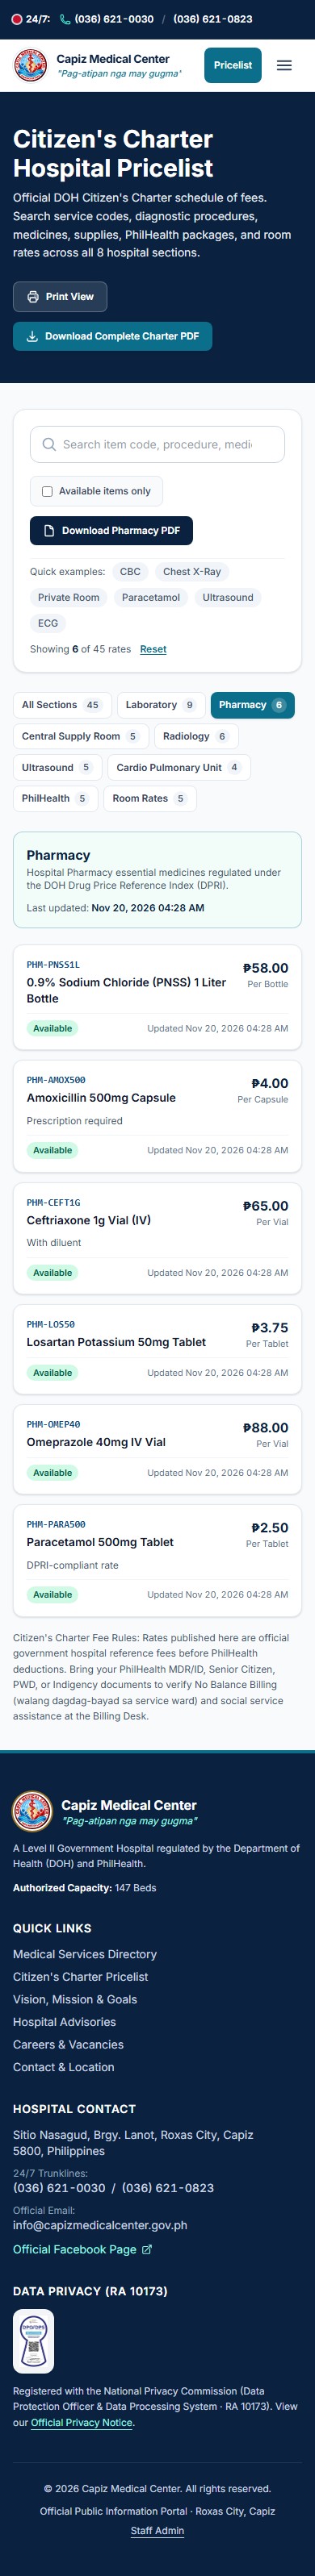 24/7: (036) 621-0030 / (036) 621-0823
Capiz Medical Center
"Pag-atipan nga may gugma"
Pricelist
Citizen's Charter
Hospital Pricelist
Official DOH Citizen's Charter schedule of fees.
Search service codes, diagnostic procedures,
medicines, supplies, PhilHealth packages, and room
rates across all 8 hospital sections.
Print View
Download Complete Charter PDF
Search item code, procedure, medi
Available items only
Download Pharmacy PDF
Quick examples: CBC Chest X-Ray
Private Room Paracetamol Ultrasound
ECG
Showing 6 of 45 rates Reset
All Sections 45 Laboratory 9 Pharmacy 6
Central Supply Room 5 Radiology 6
Ultrasound 5 Cardio Pulmonary Unit 4
PhilHealth 5 Room Rates 5
Pharmacy
Hospital Pharmacy essential medicines regulated under
the DOH Drug Price Reference Index (DPRI).
Last updated: Nov 20, 2026 04:28 AM
PHM-PNSS1L ₱58.00
0.9% Sodium Chloride (PNSS) 1 Liter Per Bottle
Bottle
Available Updated Nov 20, 2026 04:28 AM
PHM-AMOX500 ₱4.00
Amoxicillin 500mg Capsule Per Capsule
Prescription required
Available Updated Nov 20, 2026 04:28 AM
PHM-CEFT1G ₱65.00
Ceftriaxone 1g Vial (IV) Per Vial
With diluent
Available Updated Nov 20, 2026 04:28 AM
PHM-LOS50 ₱3.75
Losartan Potassium 50mg Tablet Per Tablet
Available Updated Nov 20, 2026 04:28 AM
PHM-OMEP40 ₱88.00
Omeprazole 40mg IV Vial Per Vial
Available Updated Nov 20, 2026 04:28 AM
PHM-PARA500 ₱2.50
Paracetamol 500mg Tablet Per Tablet
DPRI-compliant rate
Available Updated Nov 20, 2026 04:28 AM
Citizen's Charter Fee Rules: Rates published here are official
government hospital reference fees before PhilHealth
deductions. Bring your PhilHealth MDR/ID, Senior Citizen,
PWD, or Indigency documents to verify No Balance Billing
(walang dagdag-bayad sa service ward) and social service
assistance at the Billing Desk.
Capiz Medical Center
"Pag-atipan nga may gugma"
A Level II Government Hospital regulated by the Department of
Health (DOH) and PhilHealth.
Authorized Capacity: 147 Beds
QUICK LINKS
Medical Services Directory
Citizen's Charter Pricelist
Vision, Mission & Goals
Hospital Advisories
Careers & Vacancies
Contact & Location
HOSPITAL CONTACT
Sitio Nasagud, Brgy. Lanot, Roxas City, Capiz
5800, Philippines
24/7 Trunklines:
(036) 621-0030 / (036) 621-0823
Official Email:
info@capizmedicalcenter.gov.ph
Official Facebook Page
DATA PRIVACY (RA 10173)
DPO/DPS
Registered with the National Privacy Commission (Data
Protection Officer & Data Processing System · RA 10173). View
our Official Privacy Notice.
© 2026 Capiz Medical Center. All rights reserved.
Official Public Information Portal · Roxas City, Capiz
Staff Admin